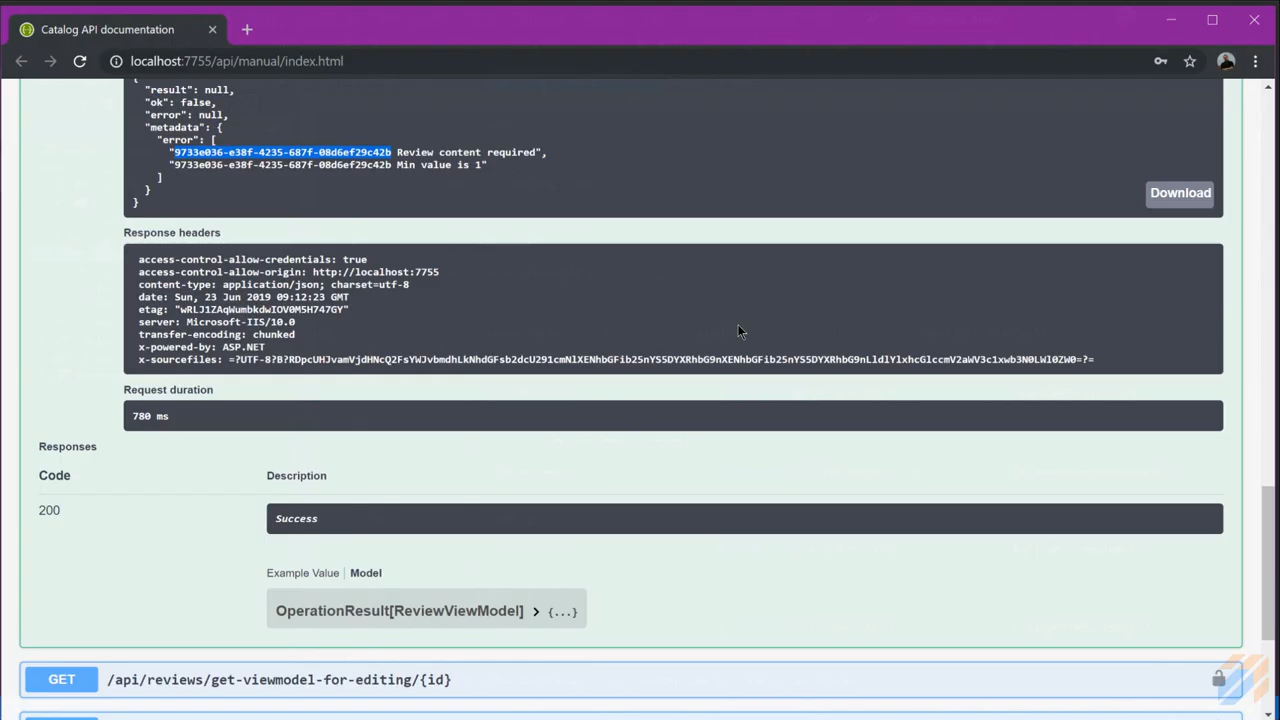 Catalog API documentation
localhost:7755/api/manual/index.html
{
"result": null,
"ok": false,
"error": null,
"metadata": {
"error": [
"9733e036-e38f-4235-687f-08d6ef29c42b Review content required",
"9733e036-e38f-4235-687f-08d6ef29c42b Min value is 1"
]
}
}
Download
Response headers
access-control-allow-credentials: true
access-control-allow-origin: http://localhost:7755
content-type: application/json; charset=utf-8
date: Sun, 23 Jun 2019 09:12:23 GMT
etag: "wRLJ1ZAqWumbkdwIOV0M5H747GY"
server: Microsoft-IIS/10.0
transfer-encoding: chunked
x-powered-by: ASP.NET
x-sourcefiles:
Request duration
780 ms
Responses
Code Description
200
Success
Example Value Model
OperationResult[ReviewViewModel] > {...}
GET /api/reviews/get-viewmodel-for-editing/{id}